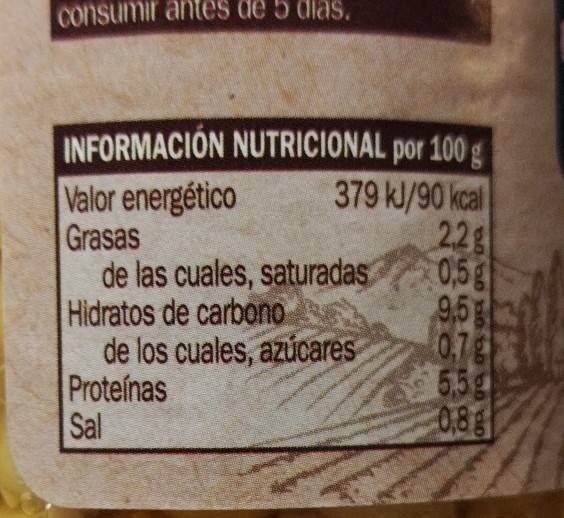 consumir antes de 5 días.
INFORMACIÓN NUTRICIONAL por 100 g
Valor energético 379 kJ/90 kcal
Grasas 2,2 g
de las cuales, saturadas 0,5 g
Hidratos de carbono 9,5 g
de los cuales, azúcares 0,7 g
Proteínas 5,5 g
Sal 0,8 g